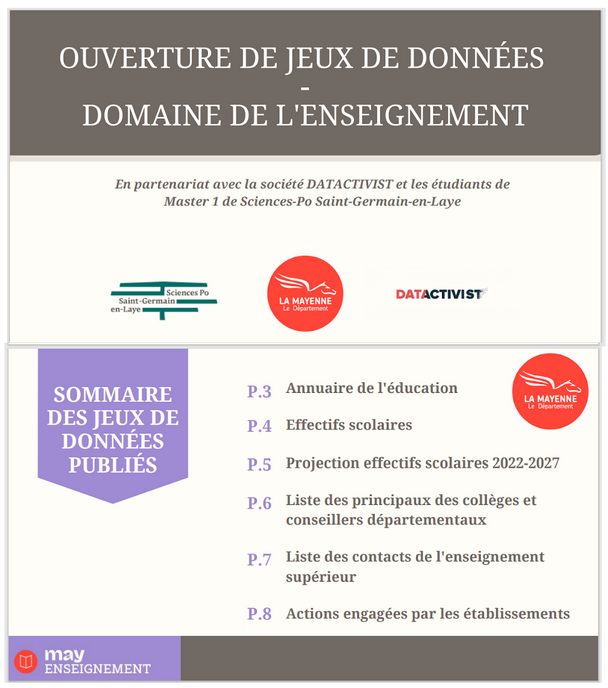 OUVERTURE DE JEUX DE DONNÉES
-
DOMAINE DE L'ENSEIGNEMENT
En partenariat avec la société DATACTIVIST et les étudiants de
Master 1 de Sciences-Po Saint-Germain-en-Laye
Sciences Po
Saint-Germain
en-Laye
LA MAYENNE
Le Département
DATACTIVIST
SOMMAIRE
DES JEUX DE
DONNÉES
PUBLIÉS
LA MAYENNE
Le Département
P.3 Annuaire de l'éducation
P.4 Effectifs scolaires
P.5 Projection effectifs scolaires 2022-2027
P.6 Liste des principaux des collèges et
conseillers départementaux
P.7 Liste des contacts de l'enseignement
supérieur
P.8 Actions engagées par les établissements
may
ENSEIGNEMENT